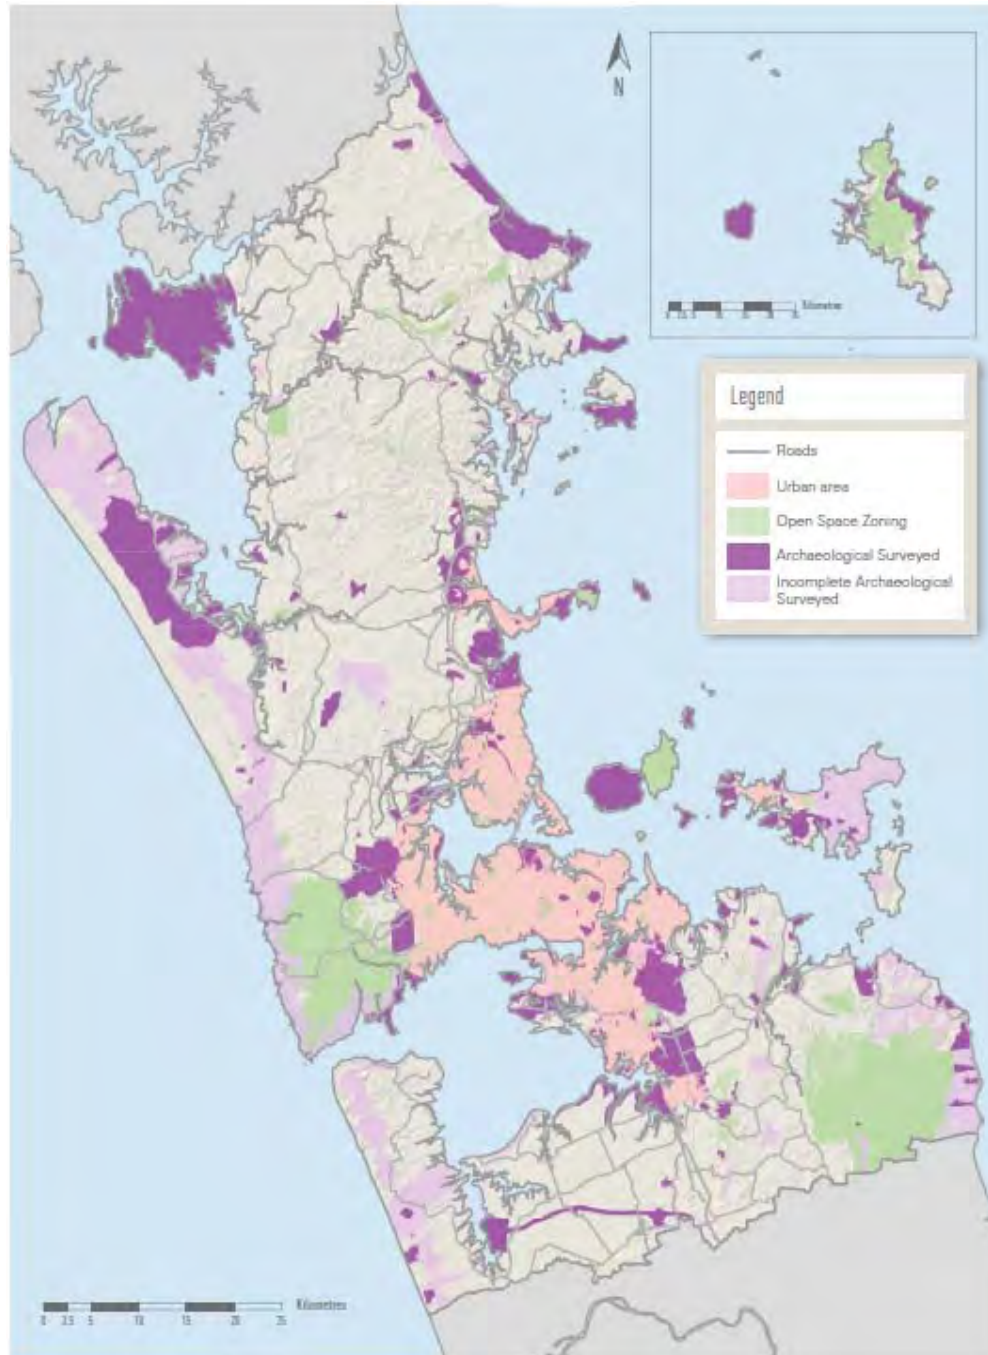 N
Kilometres
Legend
Roads
Urban area
Open Space Zoning
Archaeological Surveyed
Incomplete Archaeological
Surveyed
Kilometres
0 2.5 5 10 15 20 25